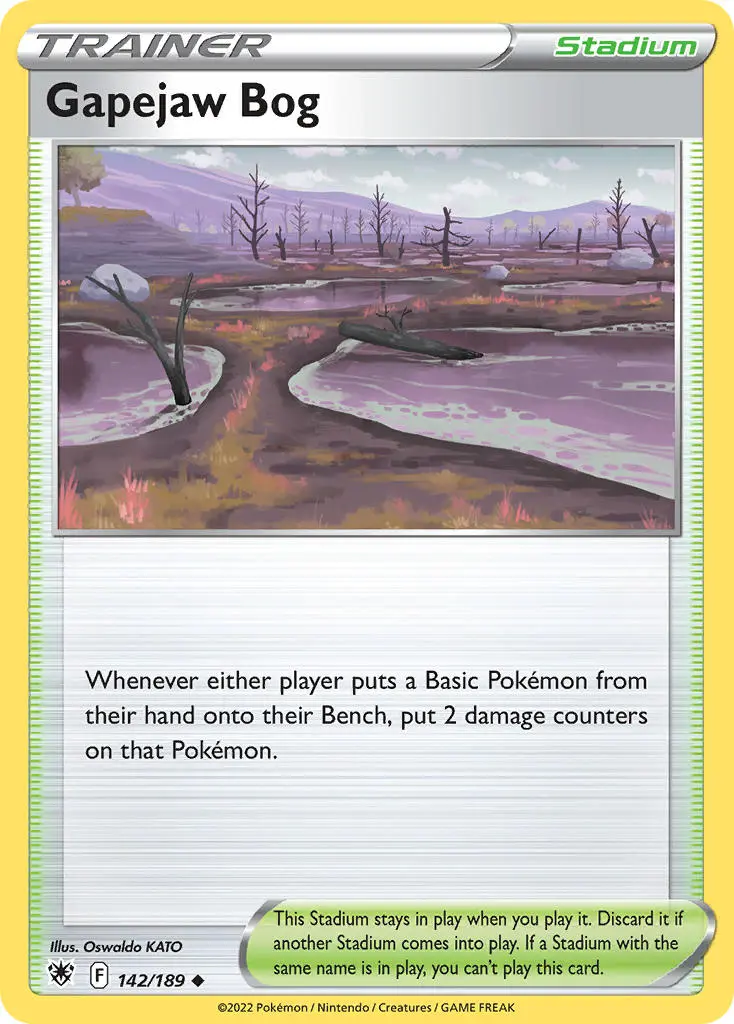 TRAINER Stadium
Gapejaw Bog
Whenever either player puts a Basic Pokémon from
their hand onto their Bench, put 2 damage counters
on that Pokémon.
This Stadium stays in play when you play it. Discard it if
another Stadium comes into play. If a Stadium with the
same name is in play, you can't play this card.
Illus. Oswaldo KATO
F 142/189 ◆
©2022 Pokémon / Nintendo / Creatures / GAME FREAK